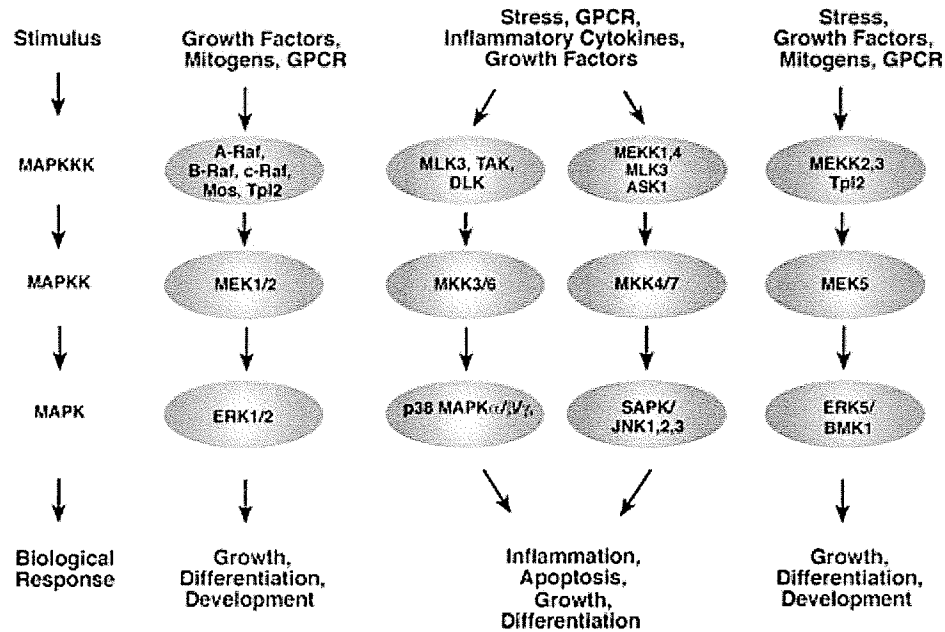 Stimulus
Growth Factors,
Mitogens, GPCR
Stress, GPCR,
Inflammatory Cytokines,
Growth Factors
Stress,
Growth Factors,
Mitogens, GPCR
MAPKKK
A-Raf,
B-Raf, c-Raf,
Mos, Tpl2
MLK3, TAK,
DLK
MEKK1,4
MLK3
ASK1
MEKK2,3
Tpl2
MAPKK
MEK1/2
MKK3/6
MKK4/7
MEK5
MAPK
ERK1/2
p38 MAPKα/β/γ,
SAPK/
JNK1,2,3
ERK5/
BMK1
Biological
Response
Growth,
Differentiation,
Development
Inflammation,
Apoptosis,
Growth,
Differentiation
Growth,
Differentiation,
Development